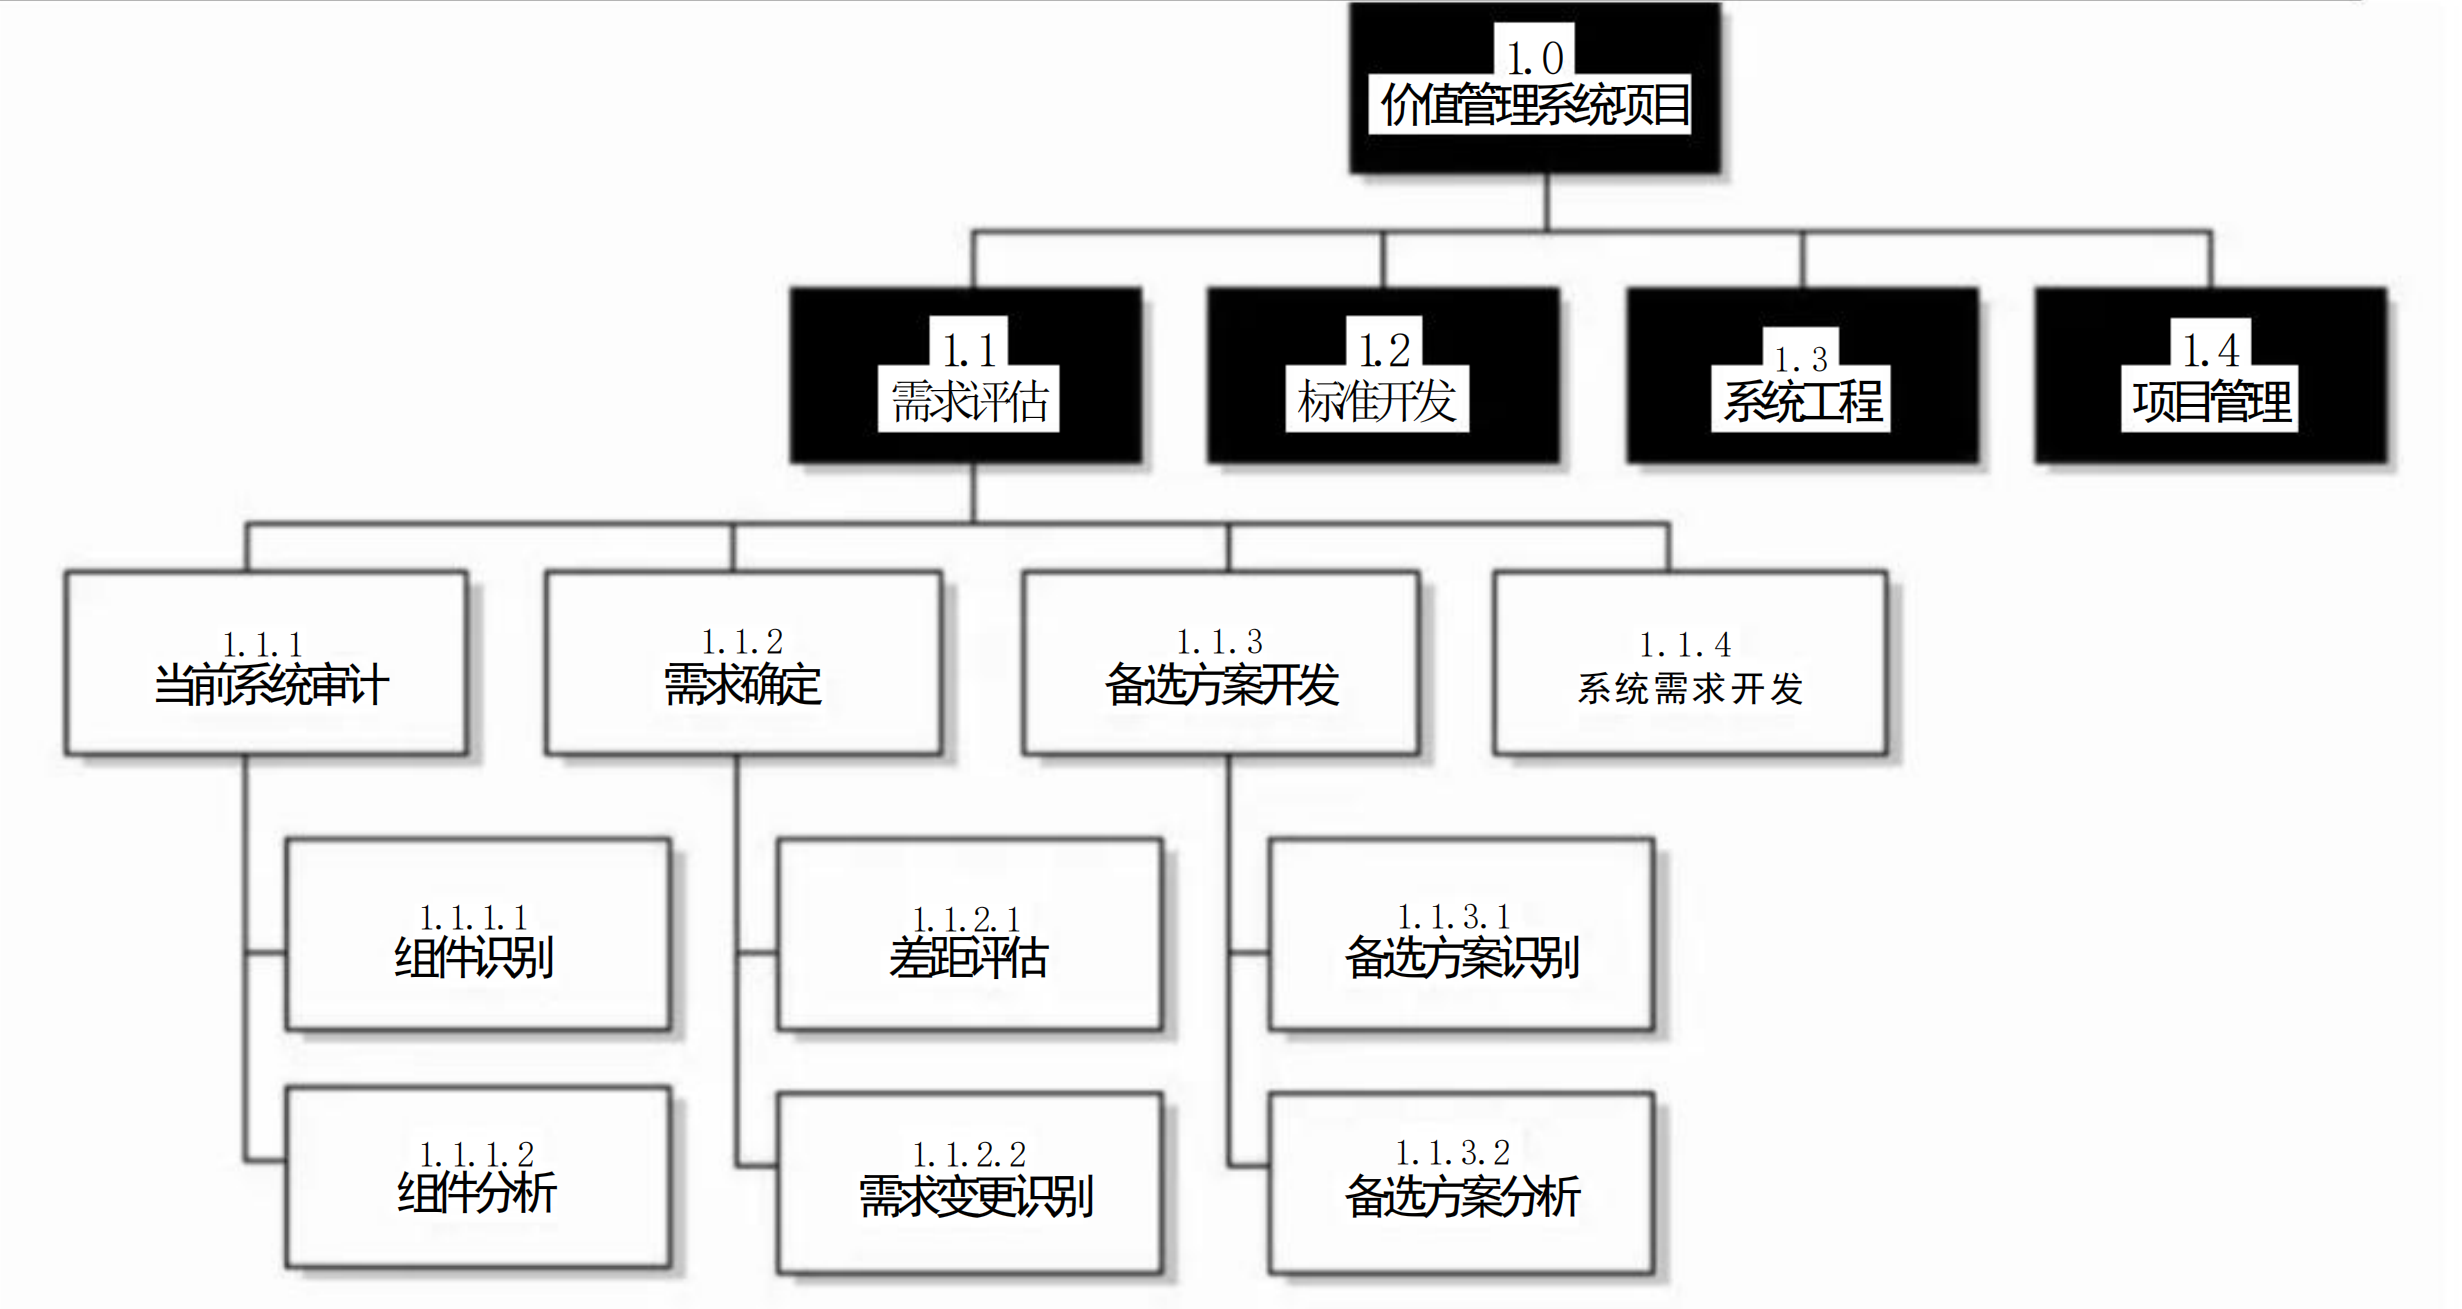 1.0
价值管理系统项目
1.1
需求评估
1.2
标准开发
1.3
系统工程
1.4
项目管理
1.1.1
当前系统审计
1.1.2
需求确定
1.1.3
备选方案开发
1.1.4
系统需求开发
1.1.1.1
组件识别
1.1.2.1
差距评估
1.1.3.1
备选方案识别
1.1.1.2
组件分析
1.1.2.2
需求变更识别
1.1.3.2
备选方案分析